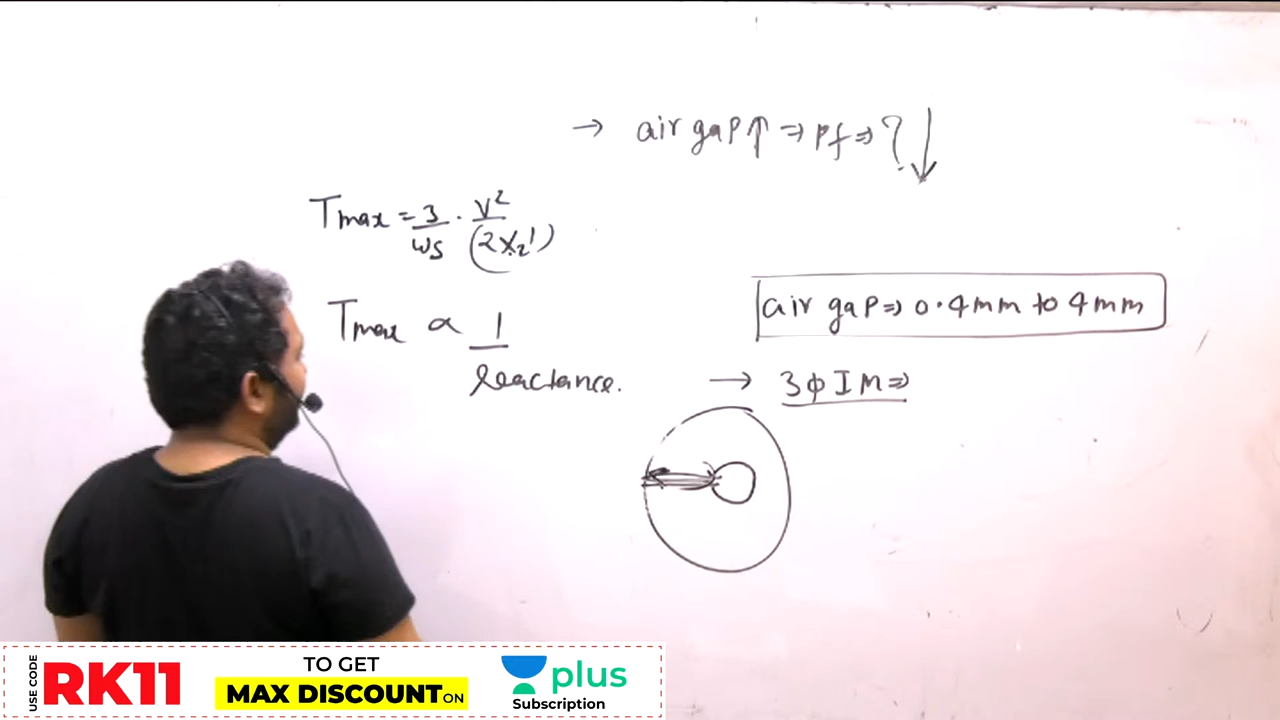 → air gap↑ ⇒ pf ⇒ ? ↓
Tmax = 3/ωs · V²/(2X2')
Tmax ∝ 1/reactance.
air gap ⇒ 0.4mm to 4mm
→ 3ϕ IM ⇒
USE CODE
RK11
TO GET
MAX DISCOUNT ON
plus
Subscription